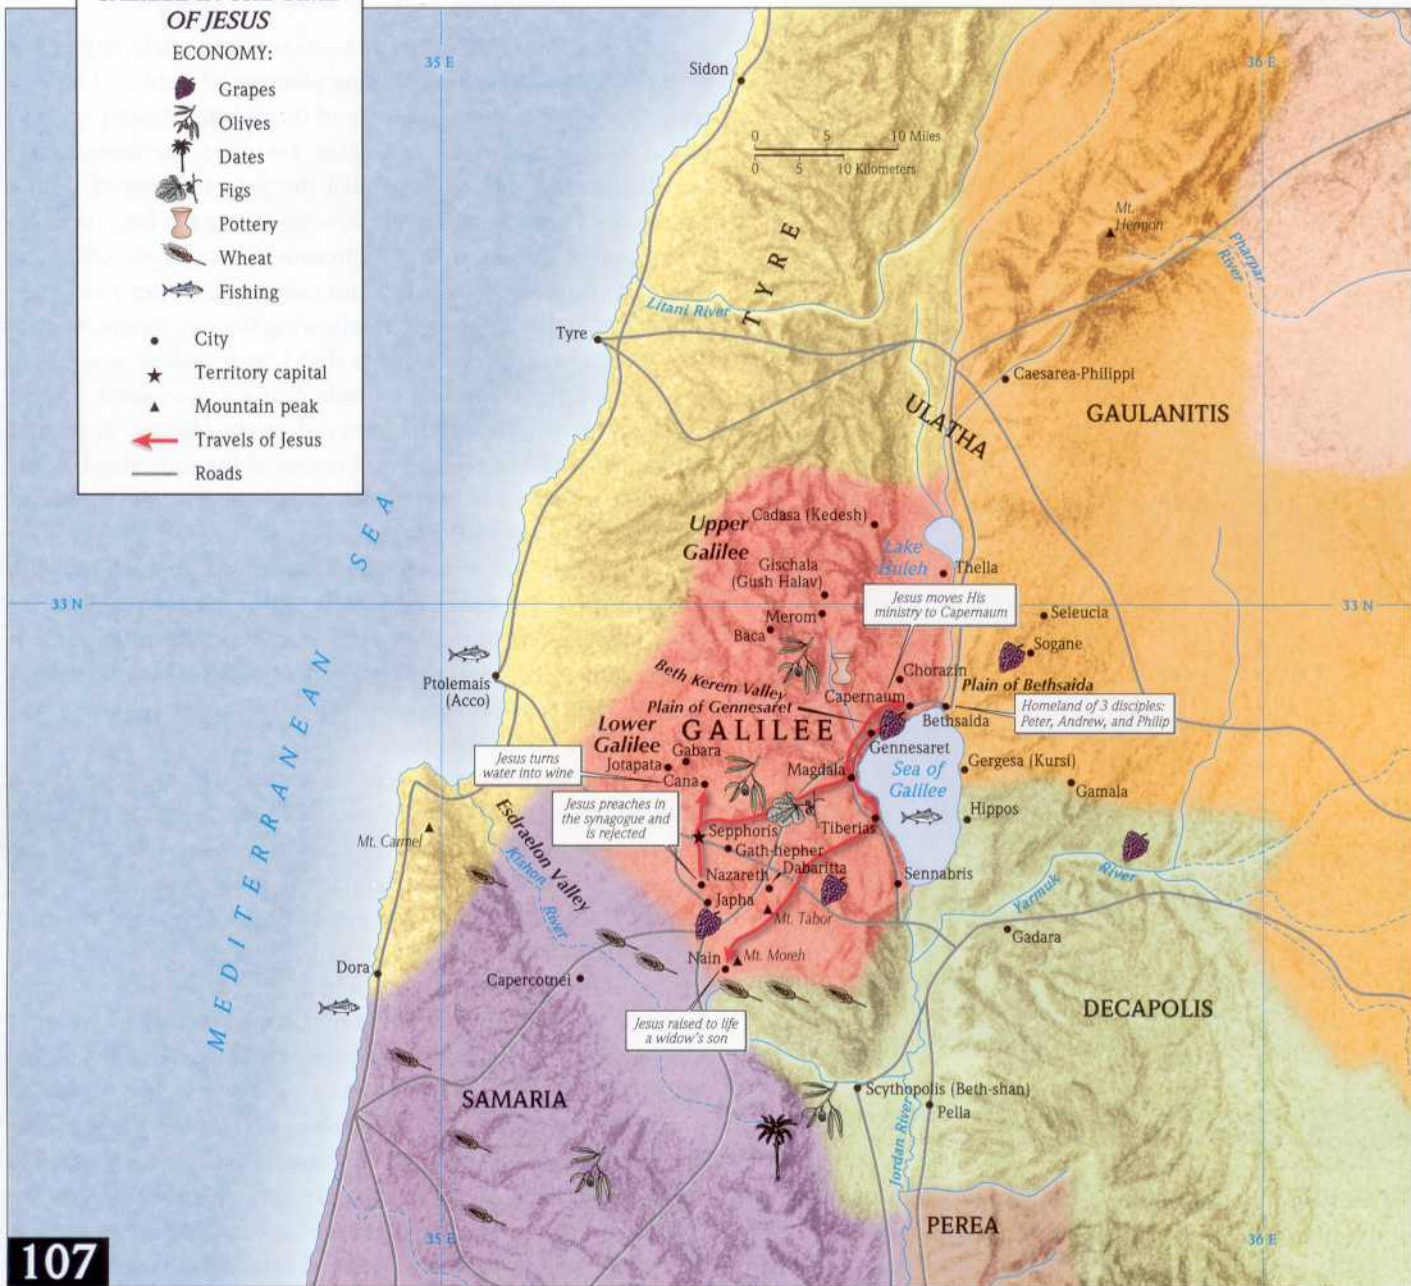 OF JESUS
ECONOMY:
Grapes
Olives
Dates
Figs
Pottery
Wheat
Fishing
City
Territory capital
Mountain peak
Travels of Jesus
Roads
35 E
36 E
Sidon
0 5 10 Miles
0 5 10 Kilometers
Mt.
Hermon
Pharpar
River
TYRE
Litani River
Tyre
Caesarea-Philippi
ULATHA
GAULANITIS
MEDITERRANEAN SEA
Upper
Galilee
Cadasa (Kedesh)
Lake
Huleh
Thella
Gischala
(Gush Halav)
33 N
33 N
Jesus moves His
ministry to Capernaum
Merom
Baca
Seleucia
Sogane
Ptolemais
(Acco)
Beth Kerem Valley
Chorazin
Plain of Bethsaida
Plain of Gennesaret
Capernaum
Bethsaida
Homeland of 3 disciples:
Peter, Andrew, and Philip
Lower
Galilee
GALILEE
Gennesaret
Jesus turns
water into wine
Gabara
Jotapata
Cana
Magdala
Sea of
Galilee
Gergesa (Kursi)
Gamala
Jesus preaches in
the synagogue and
is rejected
Sepphoris
Tiberias
Hippos
Mt. Carmel
Esdraelon Valley
Kishon
River
Gath-hepher
Nazareth
Dabaritta
Sennabris
Yarmuk
River
Japha
Mt. Tabor
Gadara
Nain
Mt. Moreh
Dora
Capercotnei
DECAPOLIS
Jesus raised to life
a widow's son
SAMARIA
Scythopolis (Beth-shan)
Pella
Jordan River
PEREA
35 E
36 E
107